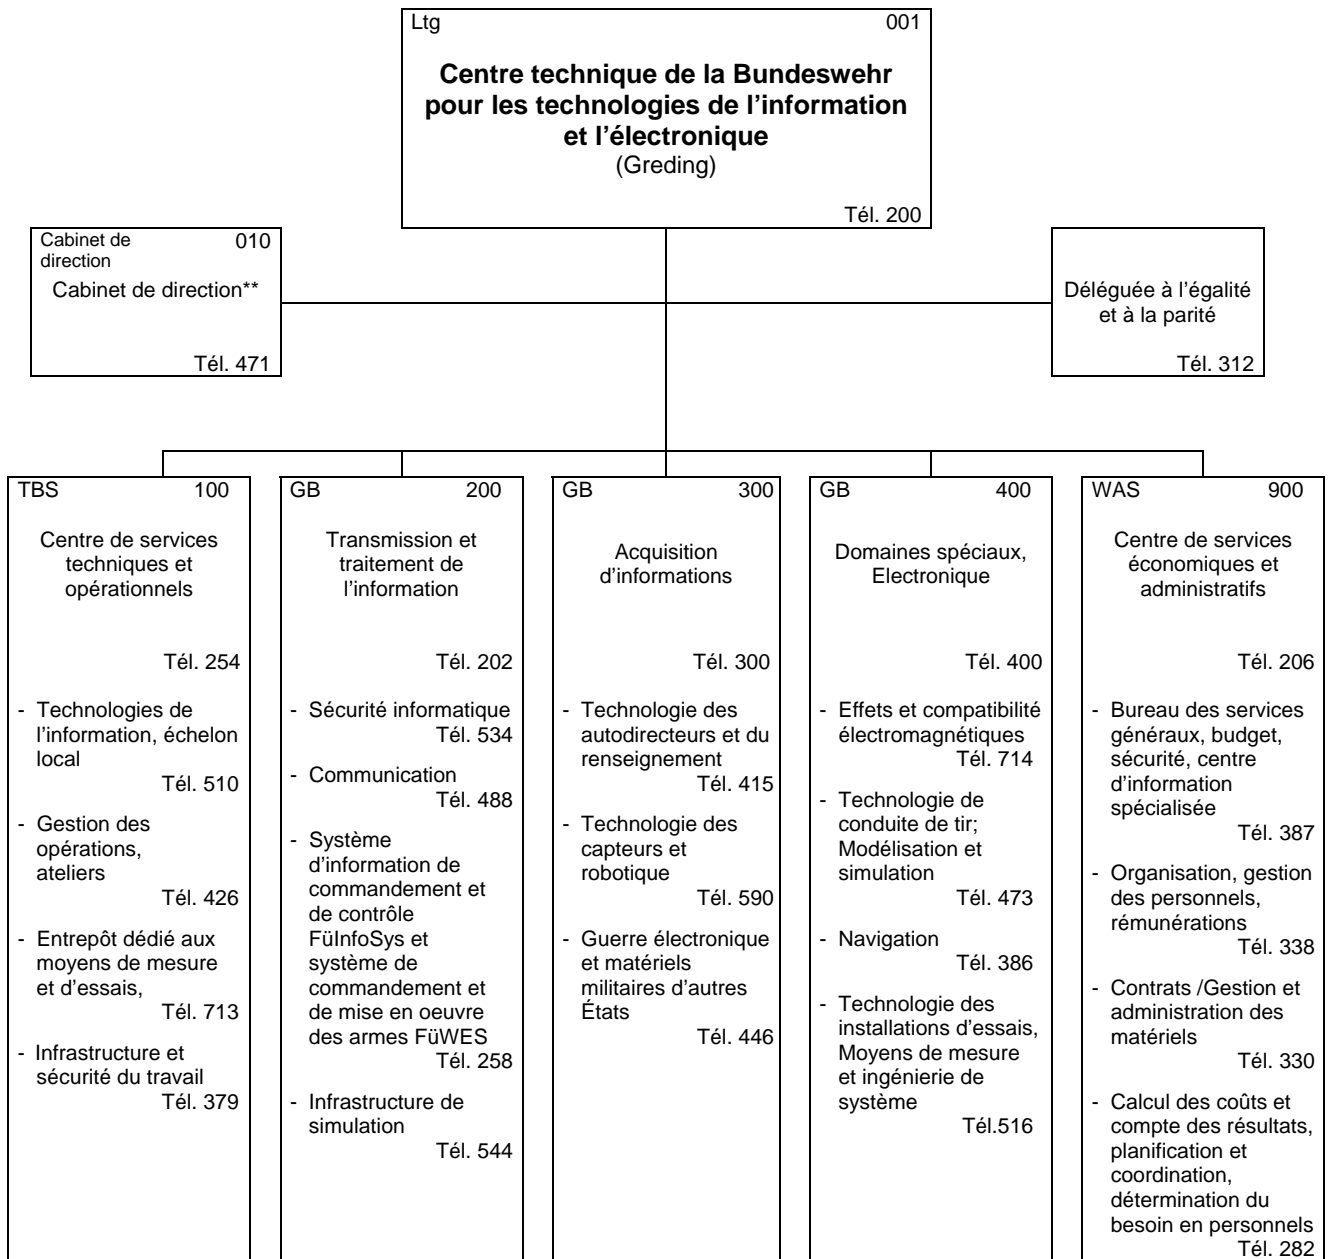 Ltg 001
Centre technique de la Bundeswehr
pour les technologies de l'information
et l'électronique
(Greding)
Tél. 200
Cabinet de 010
direction
Cabinet de direction**
Tél. 471
Déléguée à l'égalité
et à la parité
Tél. 312
TBS 100
Centre de services
techniques et
opérationnels
Tél. 254
- Technologies de
l'information, échelon
local
Tél. 510
- Gestion des
opérations,
ateliers
Tél. 426
- Entrepôt dédié aux
moyens de mesure
et d'essais,
Tél. 713
- Infrastructure et
sécurité du travail
Tél. 379
GB 200
Transmission et
traitement de
l'information
Tél. 202
- Sécurité informatique
Tél. 534
- Communication
Tél. 488
- Système
d'information de
commandement et
de contrôle
FüInfoSys et
système de
commandement et
de mise en oeuvre
des armes FüWES
Tél. 258
- Infrastructure de
simulation
Tél. 544
GB 300
Acquisition
d'informations
Tél. 300
- Technologie des
autodirecteurs et du
renseignement
Tél. 415
- Technologie des
capteurs et
robotique
Tél. 590
- Guerre électronique
et matériels
militaires d'autres
États
Tél. 446
GB 400
Domaines spéciaux,
Electronique
Tél. 400
- Effets et compatibilité
électromagnétiques
Tél. 714
- Technologie de
conduite de tir;
Modélisation et
simulation
Tél. 473
- Navigation
Tél. 386
- Technologie des
installations d'essais,
Moyens de mesure
et ingénierie de
système
Tél.516
WAS 900
Centre de services
économiques et
administratifs
Tél. 206
- Bureau des services
généraux, budget,
sécurité, centre
d'information
spécialisée
Tél. 387
- Organisation, gestion
des personnels,
rémunérations
Tél. 338
- Contrats /Gestion et
administration des
matériels
Tél. 330
- Calcul des coûts et
compte des résultats,
planification et
coordination,
détermination du
besoin en personnels
Tél. 282